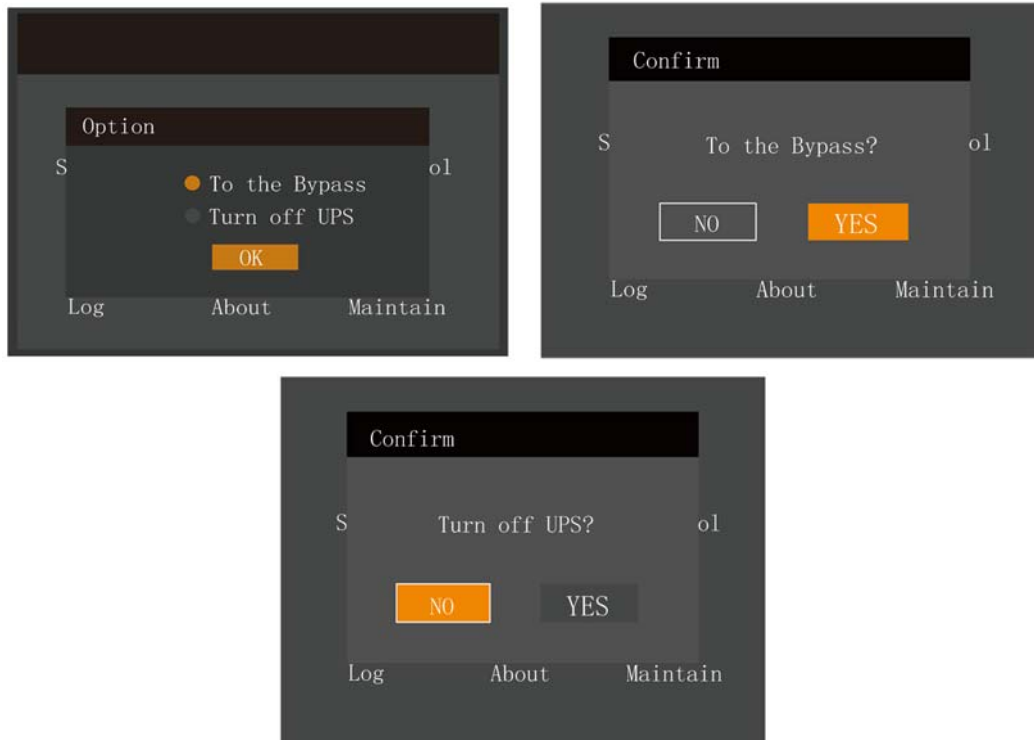 Option
S ol
To the Bypass
Turn off UPS
OK
Log About Maintain
Confirm
S To the Bypass? ol
NO YES
Log About Maintain
Confirm
S Turn off UPS? ol
NO YES
Log About Maintain